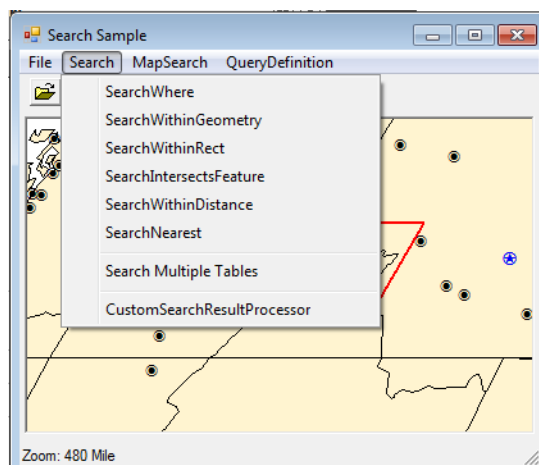 Search Sample
File Search MapSearch QueryDefinition
SearchWhere
SearchWithinGeometry
SearchWithinRect
SearchIntersectsFeature
SearchWithinDistance
SearchNearest
Search Multiple Tables
CustomSearchResultProcessor
Zoom: 480 Mile